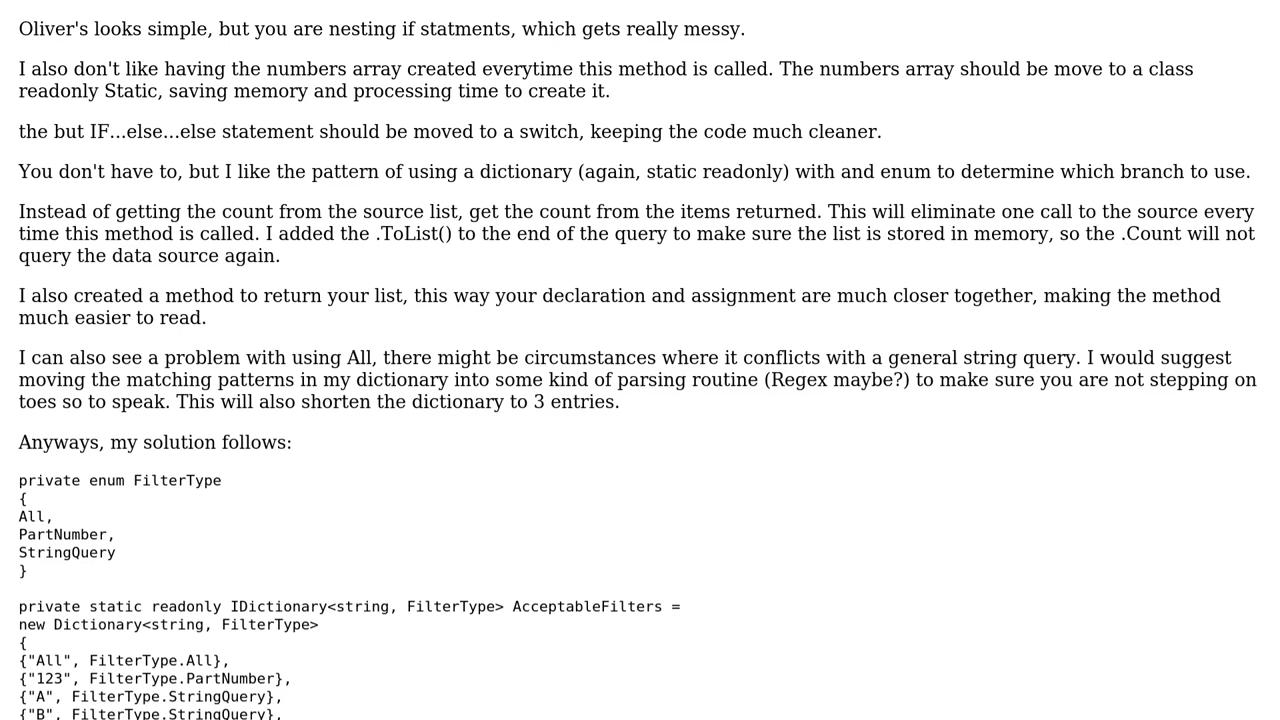 Oliver's looks simple, but you are nesting if statments, which gets really messy.
I also don't like having the numbers array created everytime this method is called. The numbers array should be move to a class
readonly Static, saving memory and processing time to create it.
the but IF...else...else statement should be moved to a switch, keeping the code much cleaner.
You don't have to, but I like the pattern of using a dictionary (again, static readonly) with and enum to determine which branch to use.
Instead of getting the count from the source list, get the count from the items returned. This will eliminate one call to the source every
time this method is called. I added the .ToList() to the end of the query to make sure the list is stored in memory, so the .Count will not
query the data source again.
I also created a method to return your list, this way your declaration and assignment are much closer together, making the method
much easier to read.
I can also see a problem with using All, there might be circumstances where it conflicts with a general string query. I would suggest
moving the matching patterns in my dictionary into some kind of parsing routine (Regex maybe?) to make sure you are not stepping on
toes so to speak. This will also shorten the dictionary to 3 entries.
Anyways, my solution follows:
private enum FilterType
{
All,
PartNumber,
StringQuery
}
private static readonly IDictionary<string, FilterType> AcceptableFilters =
new Dictionary<string, FilterType>
{
{"All", FilterType.All},
{"123", FilterType.PartNumber},
{"A", FilterType.StringQuery},
{"B", FilterType.StringQuery},